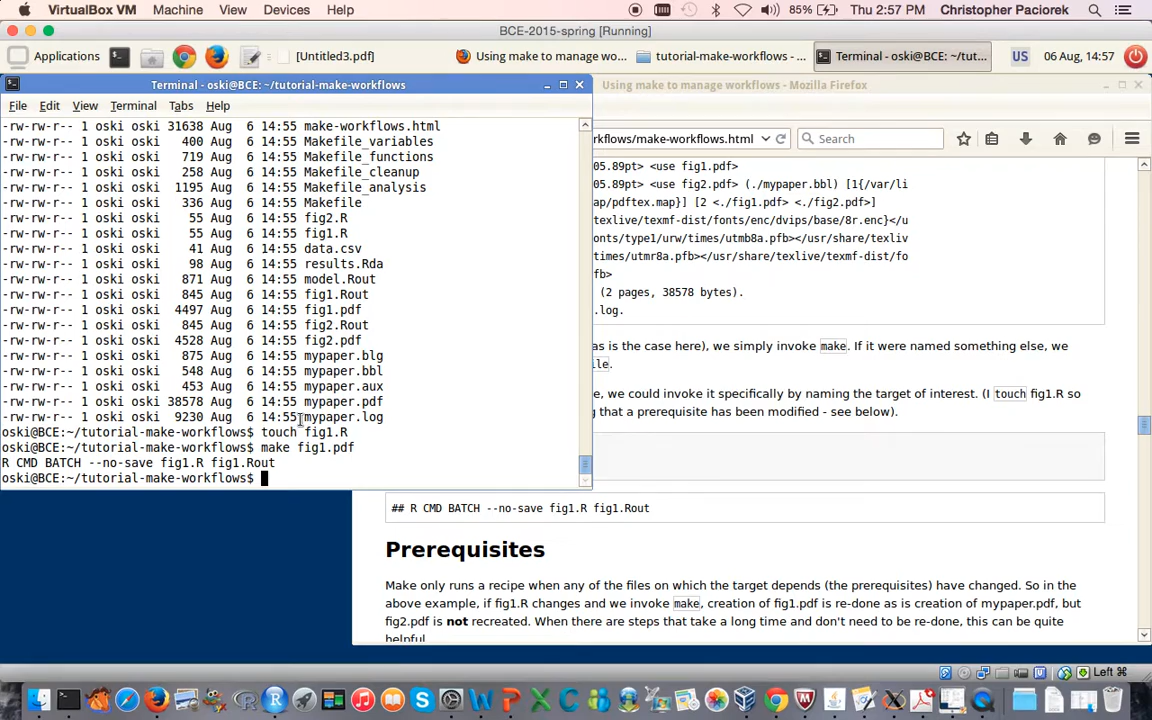 VirtualBox VM Machine View Devices Help 85% Thu 2:57 PM Christopher Paciorek
BCE-2015-spring [Running]
Applications [Untitled3.pdf] Using make to manage wo... tutorial-make-workflows - ... Terminal - oski@BCE: ~/tut... US 06 Aug, 14:57
Terminal - oski@BCE: ~/tutorial-make-workflows
File Edit View Terminal Tabs Help
-rw-rw-r-- 1 oski oski 31638 Aug 6 14:55 make-workflows.html
-rw-rw-r-- 1 oski oski 400 Aug 6 14:55 Makefile_variables
-rw-rw-r-- 1 oski oski 719 Aug 6 14:55 Makefile_functions
-rw-rw-r-- 1 oski oski 258 Aug 6 14:55 Makefile_cleanup
-rw-rw-r-- 1 oski oski 1195 Aug 6 14:55 Makefile_analysis
-rw-rw-r-- 1 oski oski 336 Aug 6 14:55 Makefile
-rw-rw-r-- 1 oski oski 55 Aug 6 14:55 fig2.R
-rw-rw-r-- 1 oski oski 55 Aug 6 14:55 fig1.R
-rw-rw-r-- 1 oski oski 41 Aug 6 14:55 data.csv
-rw-rw-r-- 1 oski oski 98 Aug 6 14:55 results.Rda
-rw-rw-r-- 1 oski oski 871 Aug 6 14:55 model.Rout
-rw-rw-r-- 1 oski oski 845 Aug 6 14:55 fig1.Rout
-rw-rw-r-- 1 oski oski 4497 Aug 6 14:55 fig1.pdf
-rw-rw-r-- 1 oski oski 845 Aug 6 14:55 fig2.Rout
-rw-rw-r-- 1 oski oski 4528 Aug 6 14:55 fig2.pdf
-rw-rw-r-- 1 oski oski 875 Aug 6 14:55 mypaper.blg
-rw-rw-r-- 1 oski oski 548 Aug 6 14:55 mypaper.bbl
-rw-rw-r-- 1 oski oski 453 Aug 6 14:55 mypaper.aux
-rw-rw-r-- 1 oski oski 38578 Aug 6 14:55 mypaper.pdf
-rw-rw-r-- 1 oski oski 9230 Aug 6 14:55 mypaper.log
oski@BCE:~/tutorial-make-workflows$ touch fig1.R
oski@BCE:~/tutorial-make-workflows$ make fig1.pdf
R CMD BATCH --no-save fig1.R fig1.Rout
oski@BCE:~/tutorial-make-workflows$
Using make to manage workflows - Mozilla Firefox
rkflows/make-workflows.html Search
05.89pt> <use fig1.pdf>
05.89pt> <use fig2.pdf> (./mypaper.bbl) [1{/var/li
ap/pdftex.map}] [2 <./fig1.pdf> <./fig2.pdf>]
texlive/texmf-dist/fonts/enc/dvips/base/8r.enc}</u
onts/type1/urw/times/utmb8a.pfb></usr/share/texliv
times/utmr8a.pfb></usr/share/texlive/texmf-dist/fo
fb>
(2 pages, 38578 bytes).
.log.
as is the case here), we simply invoke make. If it were named something else, we
ile.
e, we could invoke it specifically by naming the target of interest. (I touch fig1.R so
g that a prerequisite has been modified - see below).
## R CMD BATCH --no-save fig1.R fig1.Rout
Prerequisites
Make only runs a recipe when any of the files on which the target depends (the prerequisites) have changed. So in the
above example, if fig1.R changes and we invoke make, creation of fig1.pdf is re-done as is creation of mypaper.pdf, but
fig2.pdf is not recreated. When there are steps that take a long time and don't need to be re-done, this can be quite
helpful.
Left ⌘